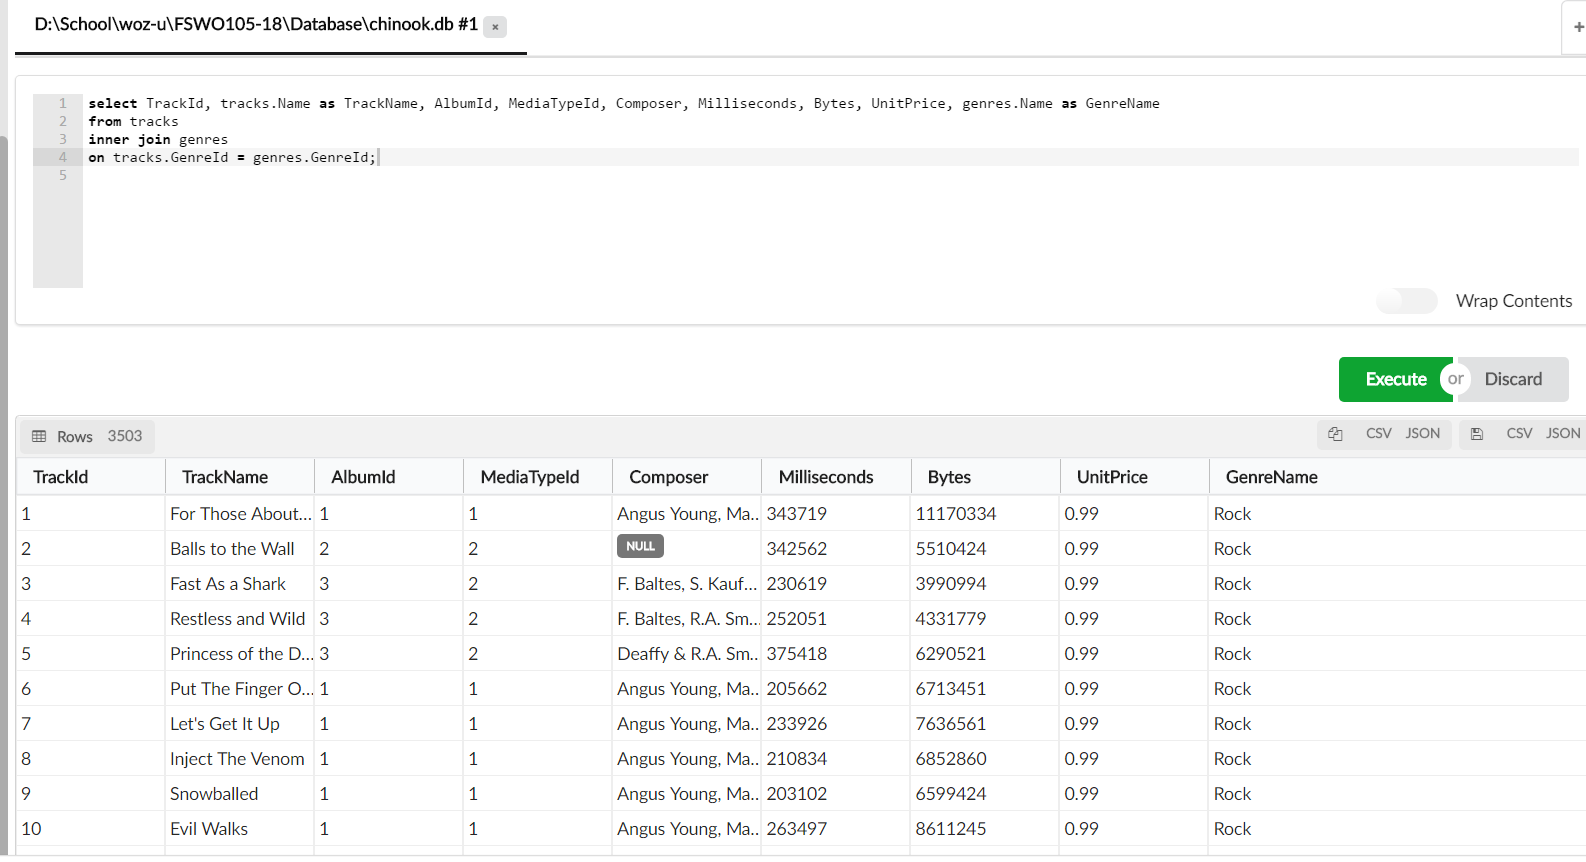 D:\School\woz-u\FSWO105-18\Database\chinook.db #1 ×
+
1 select TrackId, tracks.Name as TrackName, AlbumId, MediaTypeId, Composer, Milliseconds, Bytes, UnitPrice, genres.Name as GenreName
2 from tracks
3 inner join genres
4 on tracks.GenreId = genres.GenreId;
5
Wrap Contents
Execute or Discard
Rows 3503 CSV JSON CSV JSON
TrackId TrackName AlbumId MediaTypeId Composer Milliseconds Bytes UnitPrice GenreName
1 For Those About... 1 1 Angus Young, Ma.. 343719 11170334 0.99 Rock
2 Balls to the Wall 2 2 NULL 342562 5510424 0.99 Rock
3 Fast As a Shark 3 2 F. Baltes, S. Kauf... 230619 3990994 0.99 Rock
4 Restless and Wild 3 2 F. Baltes, R.A. Sm... 252051 4331779 0.99 Rock
5 Princess of the D... 3 2 Deaffy & R.A. Sm.. 375418 6290521 0.99 Rock
6 Put The Finger O... 1 1 Angus Young, Ma.. 205662 6713451 0.99 Rock
7 Let's Get It Up 1 1 Angus Young, Ma.. 233926 7636561 0.99 Rock
8 Inject The Venom 1 1 Angus Young, Ma.. 210834 6852860 0.99 Rock
9 Snowballed 1 1 Angus Young, Ma.. 203102 6599424 0.99 Rock
10 Evil Walks 1 1 Angus Young, Ma.. 263497 8611245 0.99 Rock